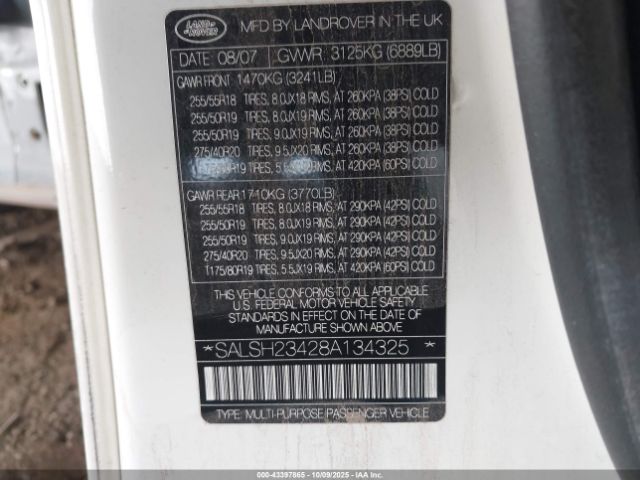 LAND ROVER
MFD BY LANDROVER IN THE UK
DATE 08/07 GVWR 3125KG (6889LB)
GAWR FRONT 1470KG (3241LB)
255/55R18 TIRES, 8.0JX18 RIMS, AT 260KPA (38PSI) COLD
255/50R19 TIRES, 8.0JX19 RIMS, AT 260KPA (38PSI) COLD
255/50R19 TIRES, 9.0JX19 RIMS, AT 260KPA (38PSI) COLD
275/40R20 TIRES, 9.5JX20 RIMS, AT 260KPA (38PSI) COLD
TIRES, 5.5JX19 RIMS, AT 420KPA (60PSI) COLD
GAWR REAR 1710KG (3770LB)
255/55R18 TIRES, 8.0JX18 RIMS, AT 290KPA (42PSI) COLD
255/50R19 TIRES, 8.0JX19 RIMS, AT 290KPA (42PSI) COLD
255/50R19 TIRES, 9.0JX19 RIMS, AT 290KPA (42PSI) COLD
275/40R20 TIRES, 9.5JX20 RIMS, AT 290KPA (42PSI) COLD
T175/80R19 TIRES, 5.5JX19 RIMS, AT 420KPA (60PSI) COLD
THIS VEHICLE CONFORMS TO ALL APPLICABLE
U.S. FEDERAL MOTOR VEHICLE SAFETY
STANDARDS IN EFFECT ON THE DATE OF
MANUFACTURE SHOWN ABOVE
*SALSH23428A134325 *
TYPE: MULTI-PURPOSE PASSENGER VEHICLE
000-43397865 - 10/09/2025 - IAAI.COM